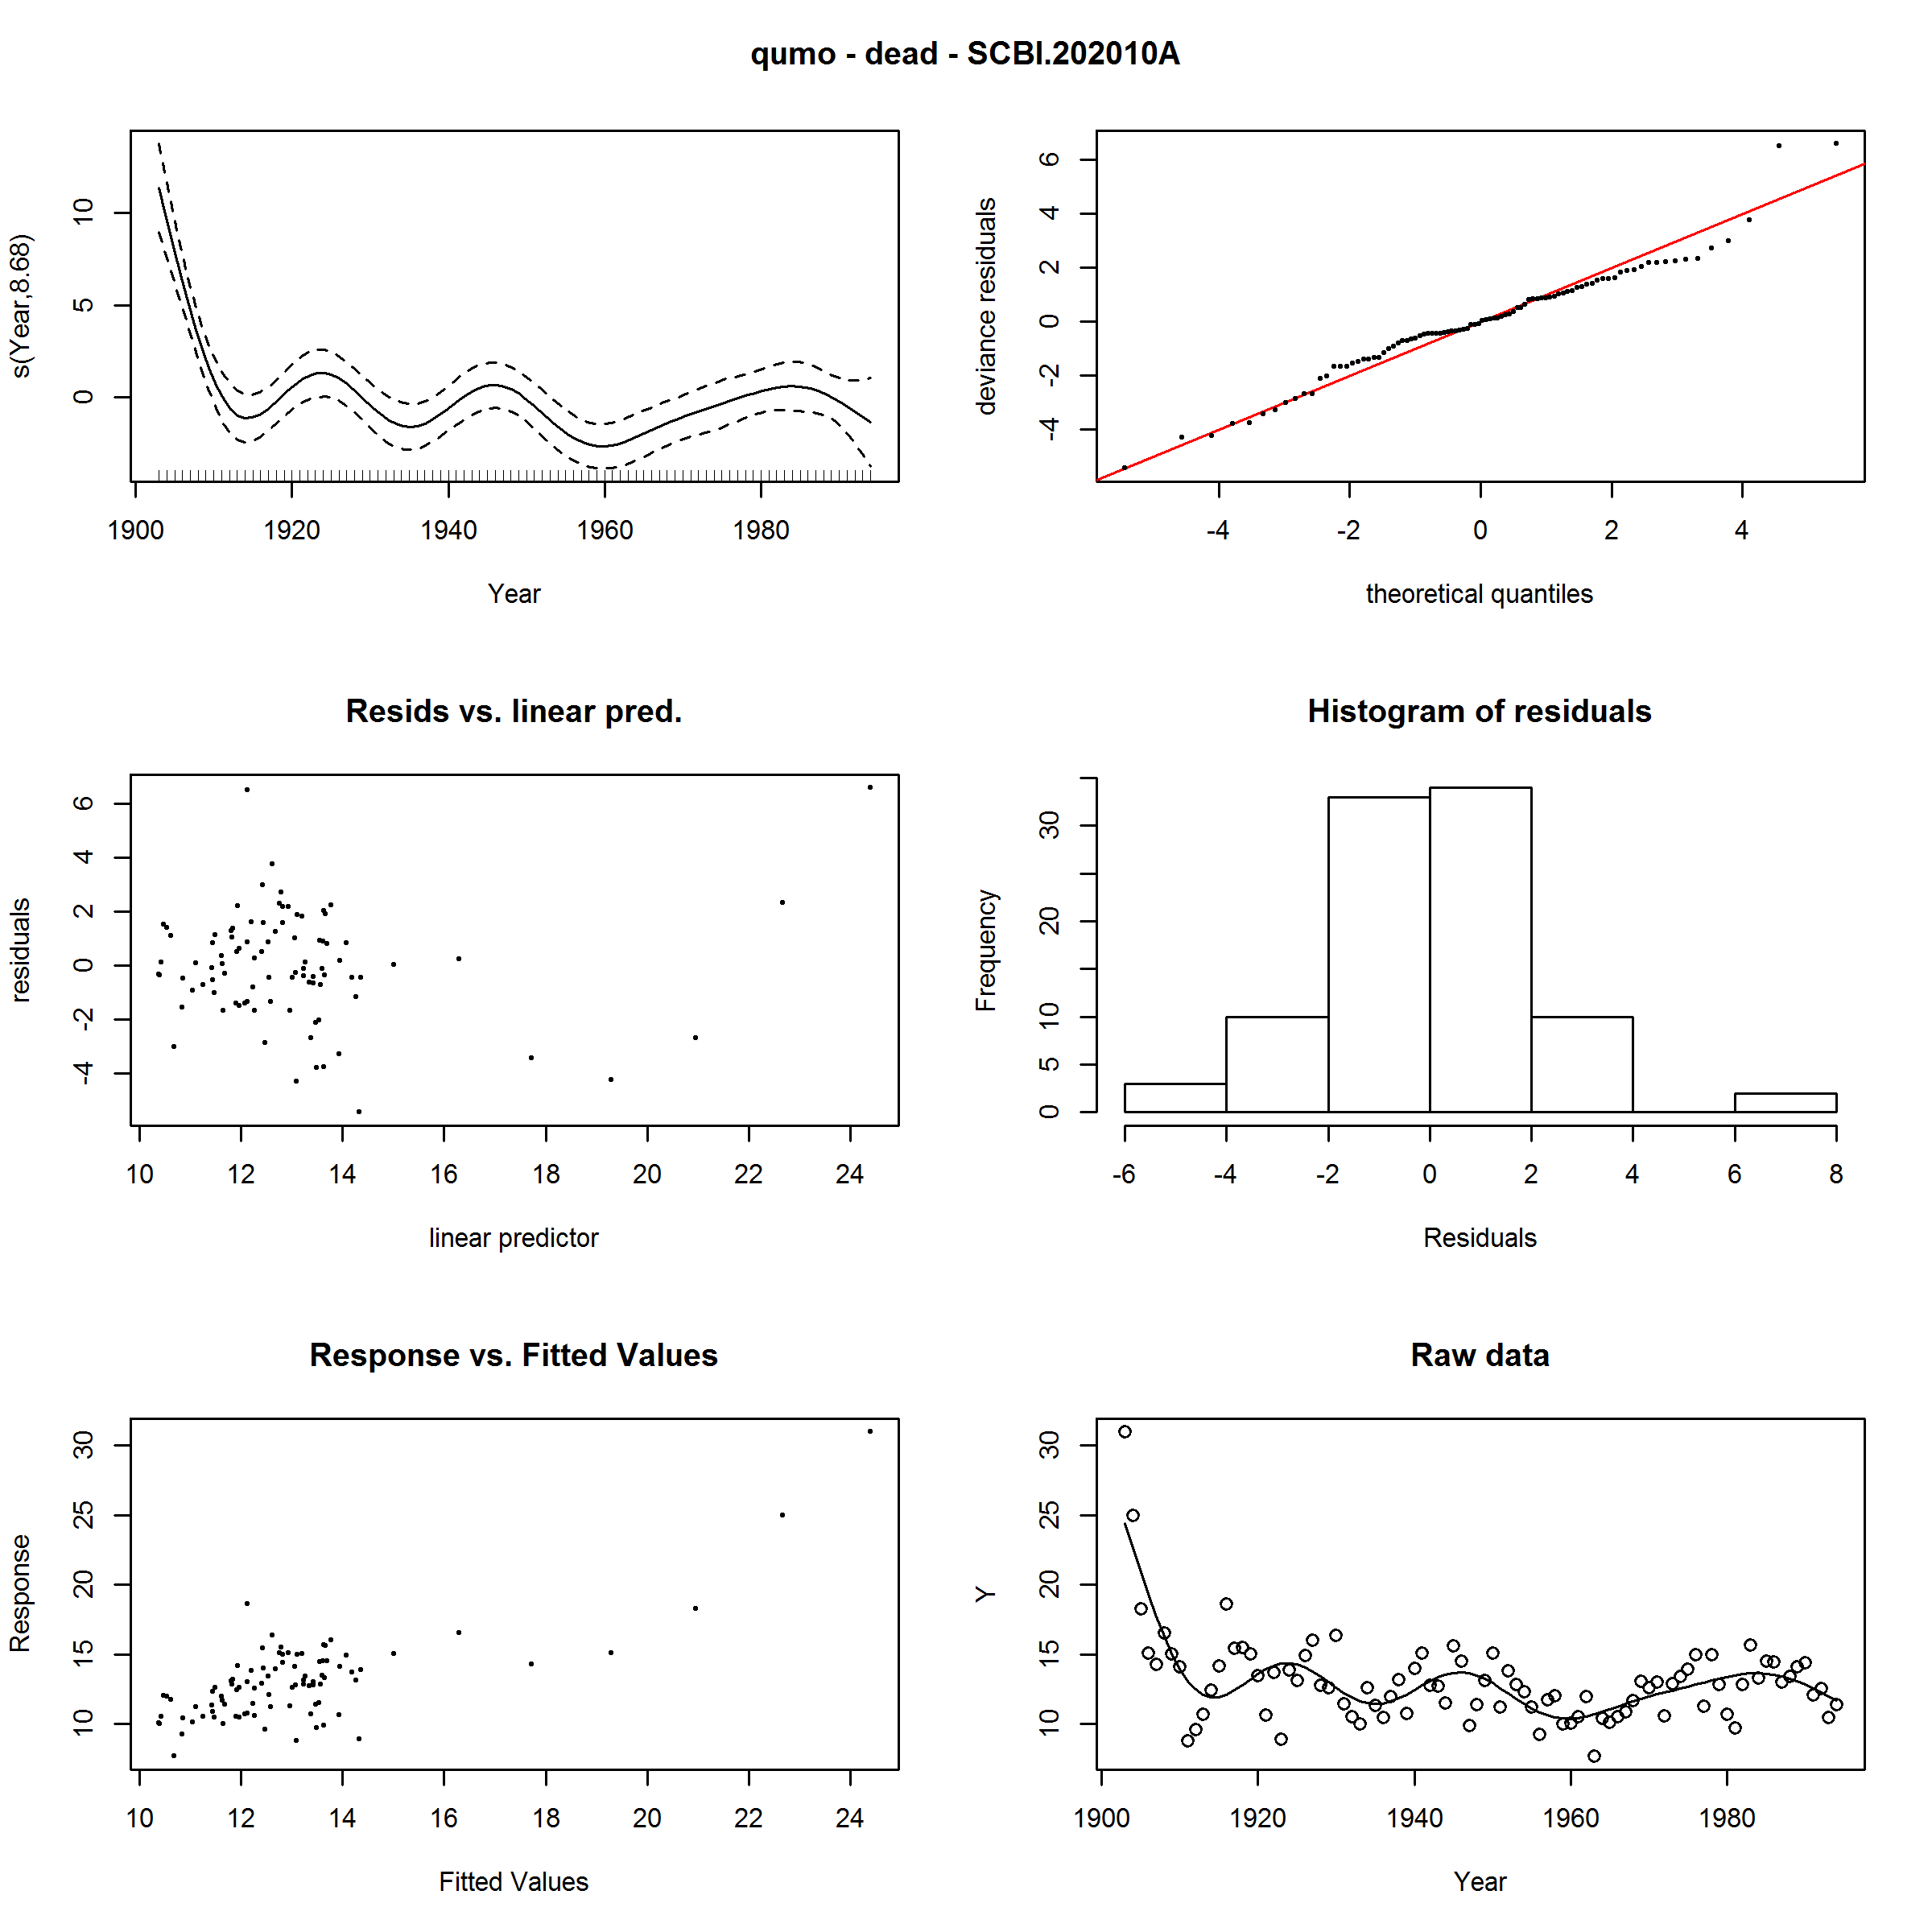 qumo - dead - SCBI.202010A
s(Year,8.68)
10
5
0
1900 1920 1940 1960 1980
Year
deviance residuals
6
4
2
0
-2
-4
-4 -2 0 2 4
theoretical quantiles
Resids vs. linear pred.
residuals
6
4
2
0
-2
-4
10 12 14 16 18 20 22 24
linear predictor
Histogram of residuals
Frequency
30
20
10
5
0
-6 -4 -2 0 2 4 6 8
Residuals
Response vs. Fitted Values
Response
30
25
20
15
10
10 12 14 16 18 20 22 24
Fitted Values
Raw data
Y
30
25
20
15
10
1900 1920 1940 1960 1980
Year